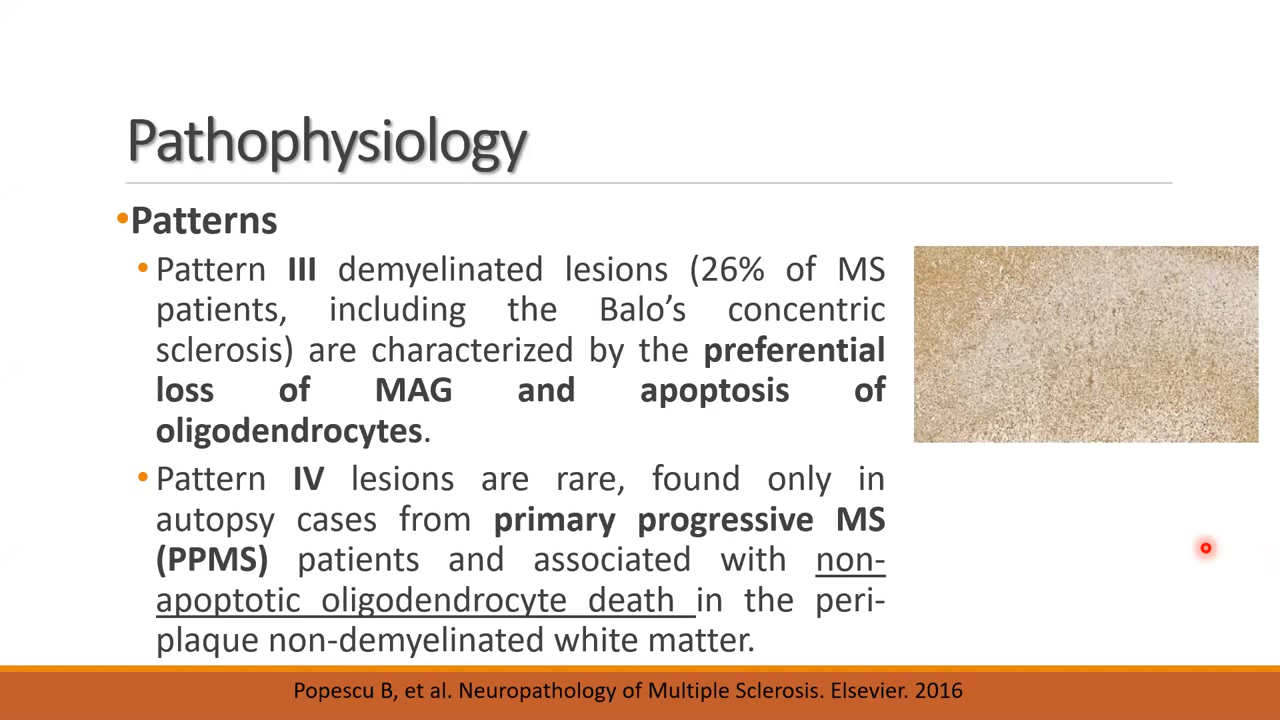 Pathophysiology
•Patterns
•Pattern III demyelinated lesions (26% of MS
patients, including the Balo’s concentric
sclerosis) are characterized by the preferential
loss of MAG and apoptosis of
oligodendrocytes.
•Pattern IV lesions are rare, found only in
autopsy cases from primary progressive MS
(PPMS) patients and associated with non-
apoptotic oligodendrocyte death in the peri-
plaque non-demyelinated white matter.
Popescu B, et al. Neuropathology of Multiple Sclerosis. Elsevier. 2016